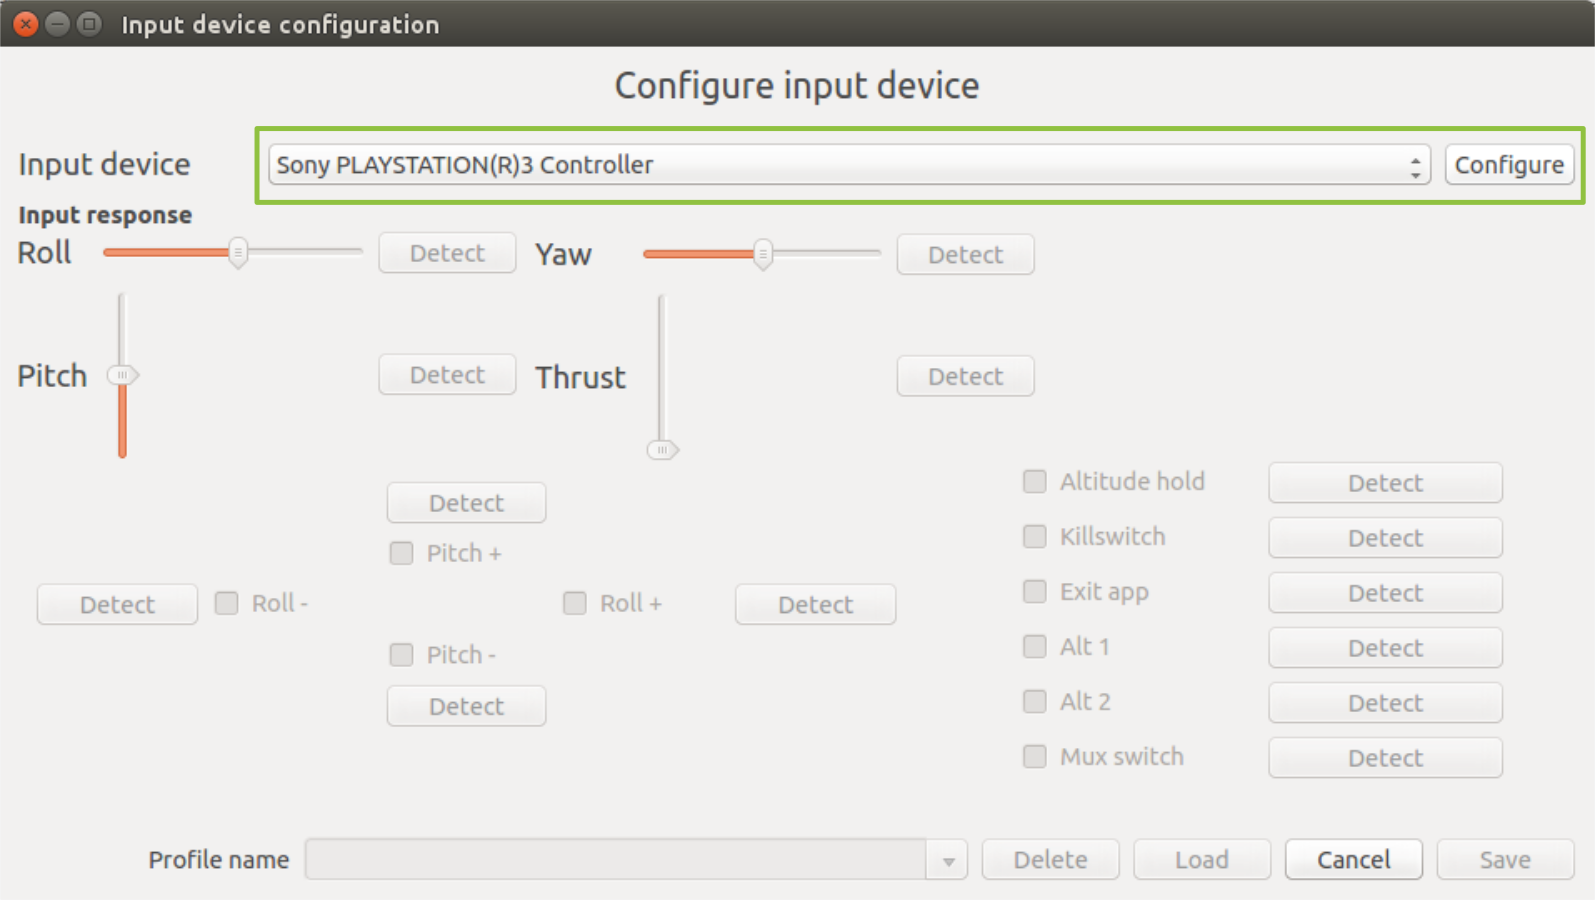 Input device configuration
Configure input device
Input device
Sony PLAYSTATION(R)3 Controller
Configure
Input response
Roll
Detect
Yaw
Detect
Pitch
Detect
Thrust
Detect
Detect
Pitch +
Detect
Roll -
Roll +
Detect
Pitch -
Detect
Altitude hold
Detect
Killswitch
Detect
Exit app
Detect
Alt 1
Detect
Alt 2
Detect
Mux switch
Detect
Profile name
Delete
Load
Cancel
Save